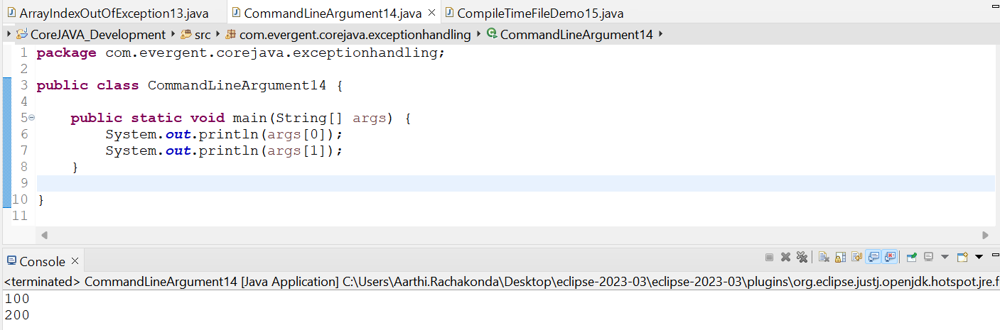 ArrayIndexOutOfException13.java CommandLineArgument14.java CompileTimeFileDemo15.java
CoreJAVA_Development src com.evergent.corejava.exceptionhandling CommandLineArgument14
1 package com.evergent.corejava.exceptionhandling;
2
3 public class CommandLineArgument14 {
4
5     public static void main(String[] args) {
6         System.out.println(args[0]);
7         System.out.println(args[1]);
8     }
9
10 }
11
Console
<terminated> CommandLineArgument14 [Java Application] C:\Users\Aarthi.Rachakonda\Desktop\eclipse-2023-03\eclipse-2023-03\plugins\org.eclipse.justj.openjdk.hotspot.jre.f
100
200